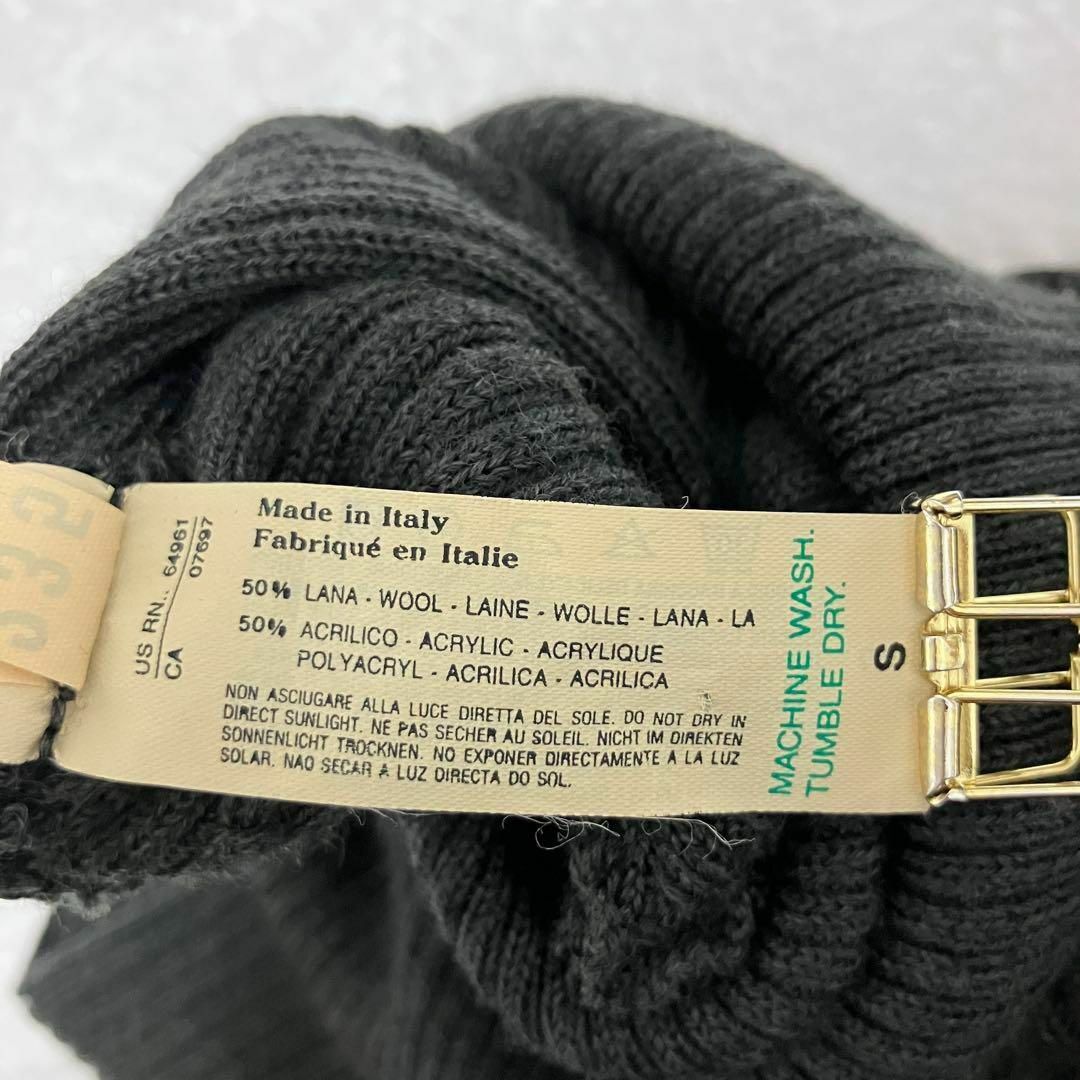 Made in Italy
Fabriqué en Italie
50% LANA - WOOL - LAINE - WOLLE - LANA - LA
50% ACRILICO - ACRYLIC - ACRYLIQUE
POLYACRYL - ACRILICA - ACRILICA
NON ASCIUGARE ALLA LUCE DIRETTA DEL SOLE. DO NOT DRY IN
DIRECT SUNLIGHT. NE PAS SECHER AU SOLEIL. NICHT IM DIREKTEN
SONNENLICHT TROCKNEN. NO EXPONER DIRECTAMENTE A LA LUZ
SOLAR. NAO SECAR A LUZ DIRECTA DO SOL.
US RN.. 64961
CA 07697
MACHINE WASH.
TUMBLE DRY.
S